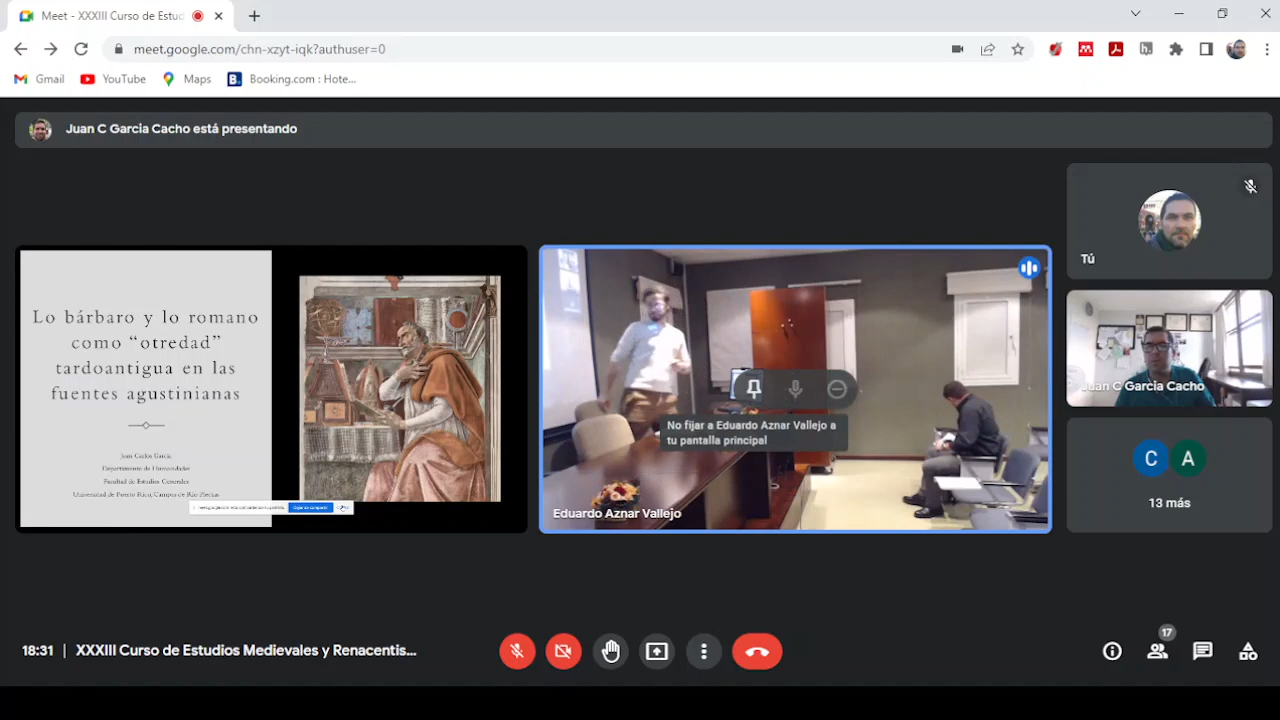 Meet - XXXIII Curso de Estud
meet.google.com/chn-xzyt-iqk?authuser=0
Gmail
YouTube
Maps
B.
Booking.com : Hote...
Juan C Garcia Cacho está presentando
Lo bárbaro y lo romano
como “otredad”
tardoantigua en las
fuentes agustinianas
Juan Carlos García
Departamento de Humanidades
Facultad de Estudios Generales
Universidad de Puerto Rico, Campus de Río Piedras
No fijar a Eduardo Aznar Vallejo a
tu pantalla principal
Eduardo Aznar Vallejo
Tú
Juan C Garcia Cacho
C
A
13 más
18:31 | XXXIII Curso de Estudios Medievales y Renacentis...
17